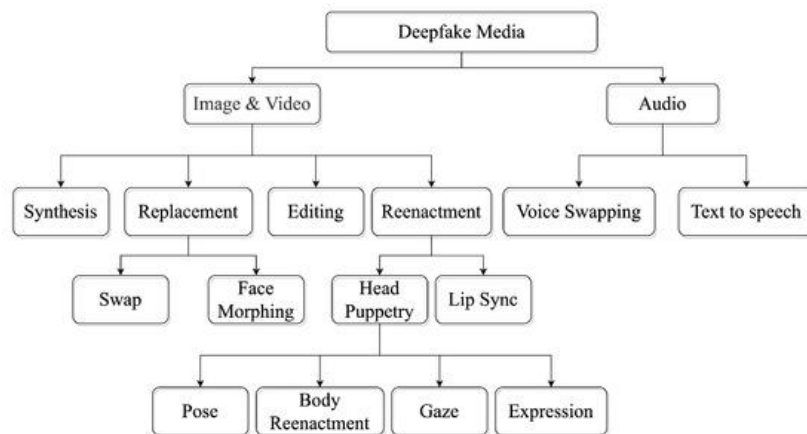 Deepfake Media
Image & Video
Audio
Synthesis
Replacement
Editing
Reenactment
Voice Swapping
Text to speech
Swap
Face
Morphing
Head
Puppetry
Lip Sync
Pose
Body
Reenactment
Gaze
Expression